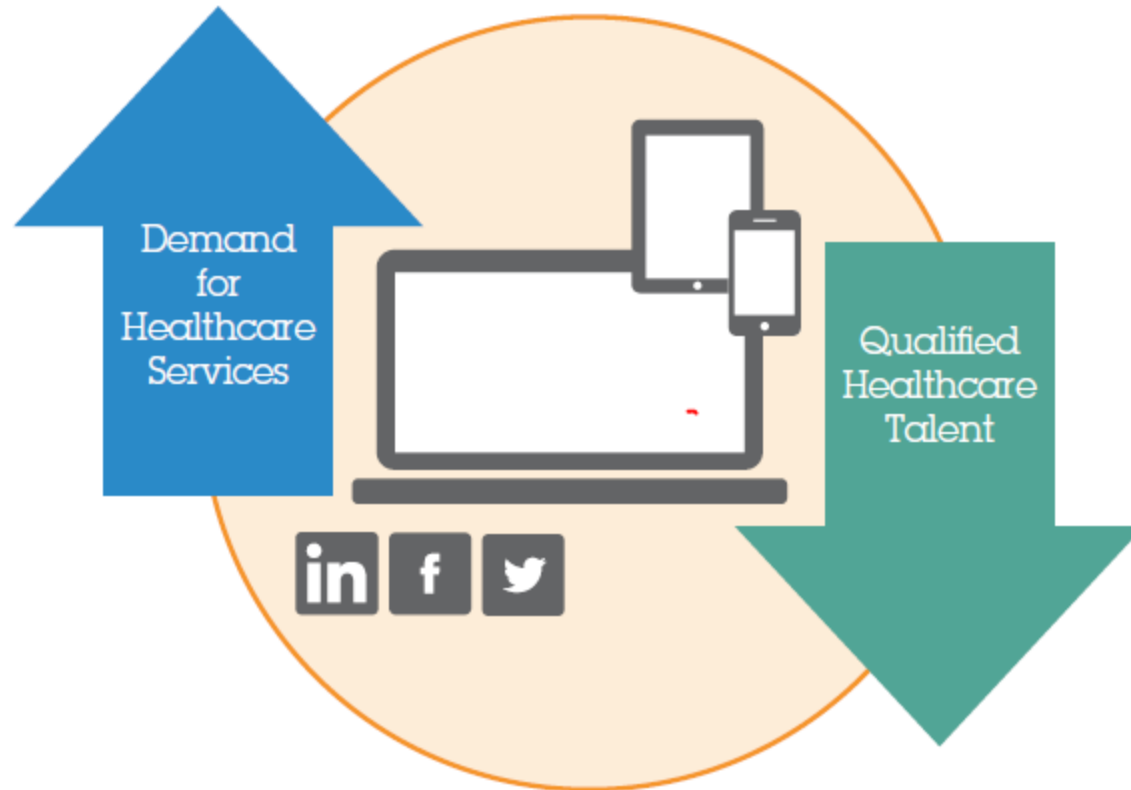 Demand
for
Healthcare
Services
Qualified
Healthcare
Talent
in
f